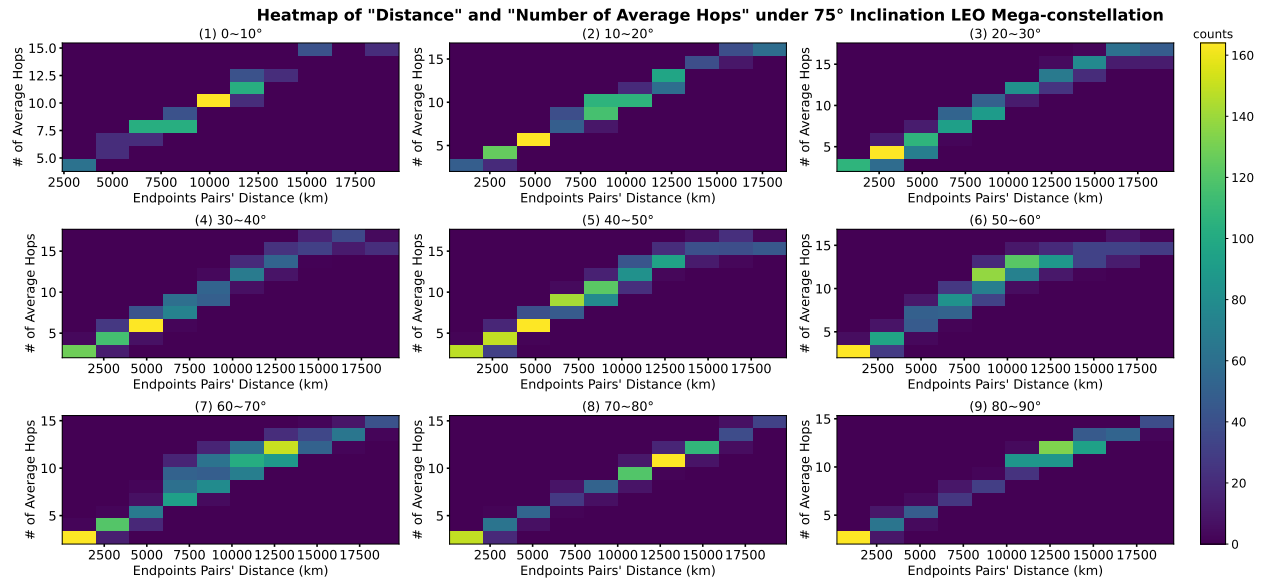 Heatmap of "Distance" and "Number of Average Hops" under 75° Inclination LEO Mega-constellation
(1) 0~10°
15.0
12.5
10.0
7.5
5.0
# of Average Hops
2500 5000 7500 10000 12500 15000 17500
Endpoints Pairs' Distance (km)
(2) 10~20°
15
10
5
# of Average Hops
2500 5000 7500 10000 12500 15000 17500
Endpoints Pairs' Distance (km)
(3) 20~30°
15
10
5
# of Average Hops
2500 5000 7500 10000 12500 15000 17500
Endpoints Pairs' Distance (km)
(4) 30~40°
15
10
5
# of Average Hops
2500 5000 7500 10000 12500 15000 17500
Endpoints Pairs' Distance (km)
(5) 40~50°
15
10
5
# of Average Hops
2500 5000 7500 10000 12500 15000 17500
Endpoints Pairs' Distance (km)
(6) 50~60°
15
10
5
# of Average Hops
2500 5000 7500 10000 12500 15000 17500
Endpoints Pairs' Distance (km)
(7) 60~70°
15
10
5
# of Average Hops
2500 5000 7500 10000 12500 15000 17500
Endpoints Pairs' Distance (km)
(8) 70~80°
15
10
5
# of Average Hops
2500 5000 7500 10000 12500 15000 17500
Endpoints Pairs' Distance (km)
(9) 80~90°
15
10
5
# of Average Hops
2500 5000 7500 10000 12500 15000 17500
Endpoints Pairs' Distance (km)
counts
160
140
120
100
80
60
40
20
0